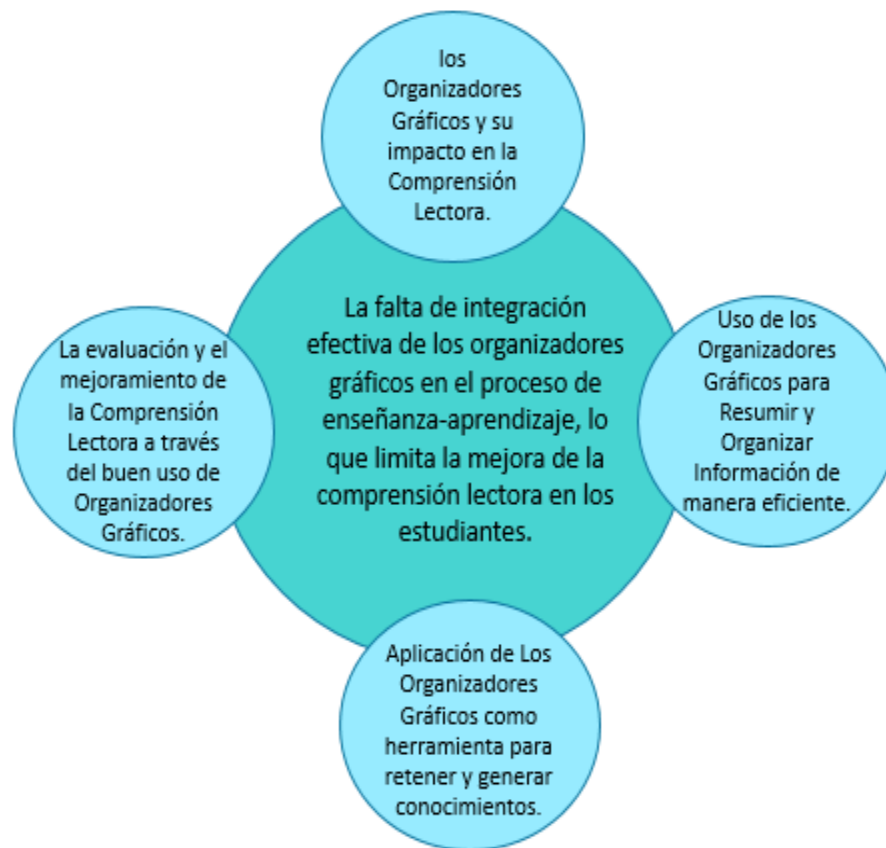 los
Organizadores
Gráficos y su
impacto en la
Comprensión
Lectora.
La falta de integración
efectiva de los organizadores
gráficos en el proceso de
enseñanza-aprendizaje, lo
que limita la mejora de la
comprensión lectora en los
estudiantes.
La evaluación y el
mejoramiento de
la Comprensión
Lectora a través
del buen uso de
Organizadores
Gráficos.
Uso de los
Organizadores
Gráficos para
Resumir y
Organizar
Información de
manera eficiente.
Aplicación de Los
Organizadores
Gráficos como
herramienta para
retener y generar
conocimientos.